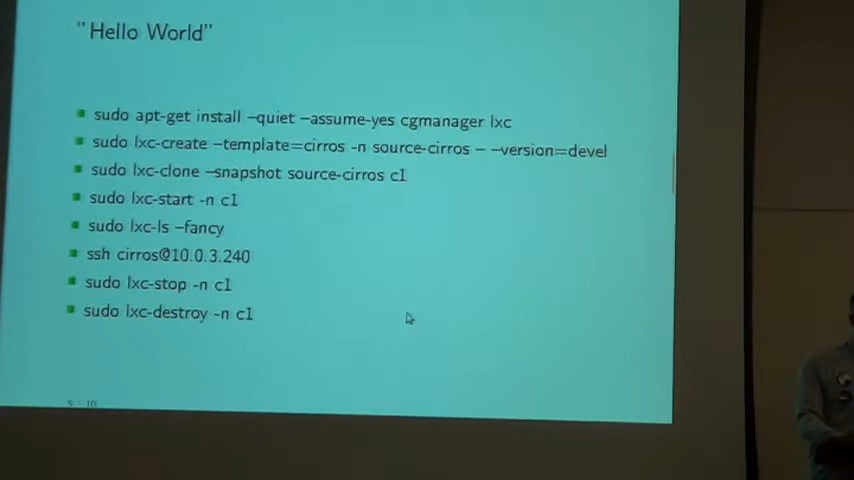 "Hello World"
sudo apt-get install –quiet –assume-yes cgmanager lxc
sudo lxc-create –template=cirros -n source-cirros – –version=devel
sudo lxc-clone –snapshot source-cirros c1
sudo lxc-start -n c1
sudo lxc-ls –fancy
ssh cirros@10.0.3.240
sudo lxc-stop -n c1
sudo lxc-destroy -n c1
5 : 10